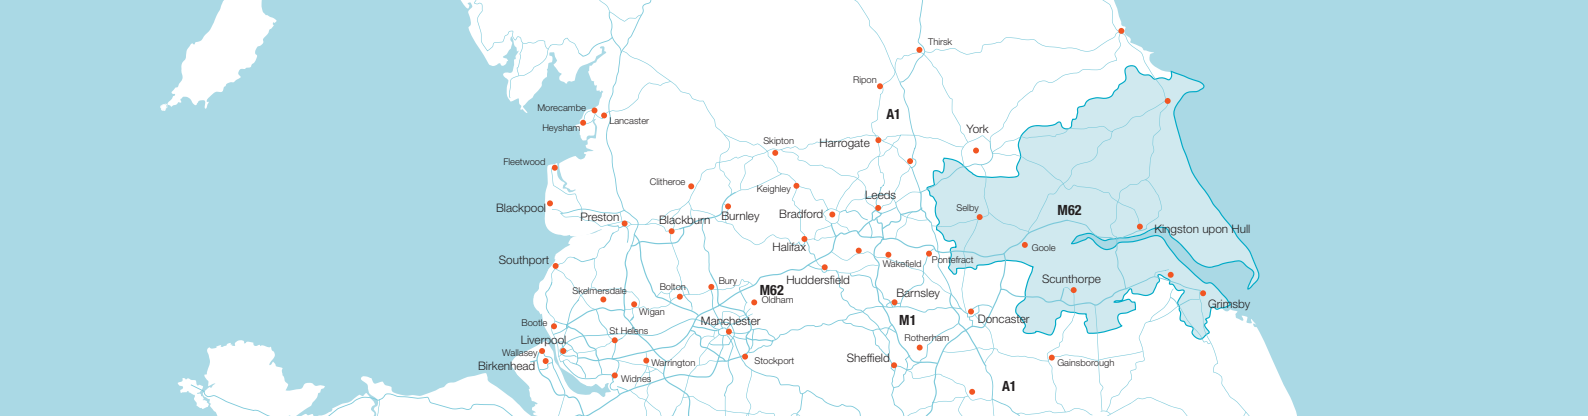 Thirsk
Ripon
Morecambe
A1
Lancaster
Heysham
York
Skipton
Harrogate
Fleetwood
Clitheroe
Keighley
Leeds
Blackpool
Selby
M62
Preston
Blackburn
Burnley
Bradford
Kingston upon Hull
Halifax
Goole
Southport
Wakefield
Pontefract
Huddersfield
Scunthorpe
Skelmersdale
Bolton
Bury
M62
Oldham
Barnsley
Grimsby
Wigan
Bootle
Manchester
M1
Doncaster
St Helens
Liverpool
Rotherham
Wallasey
Birkenhead
Warrington
Stockport
Sheffield
Gainsborough
Widnes
A1